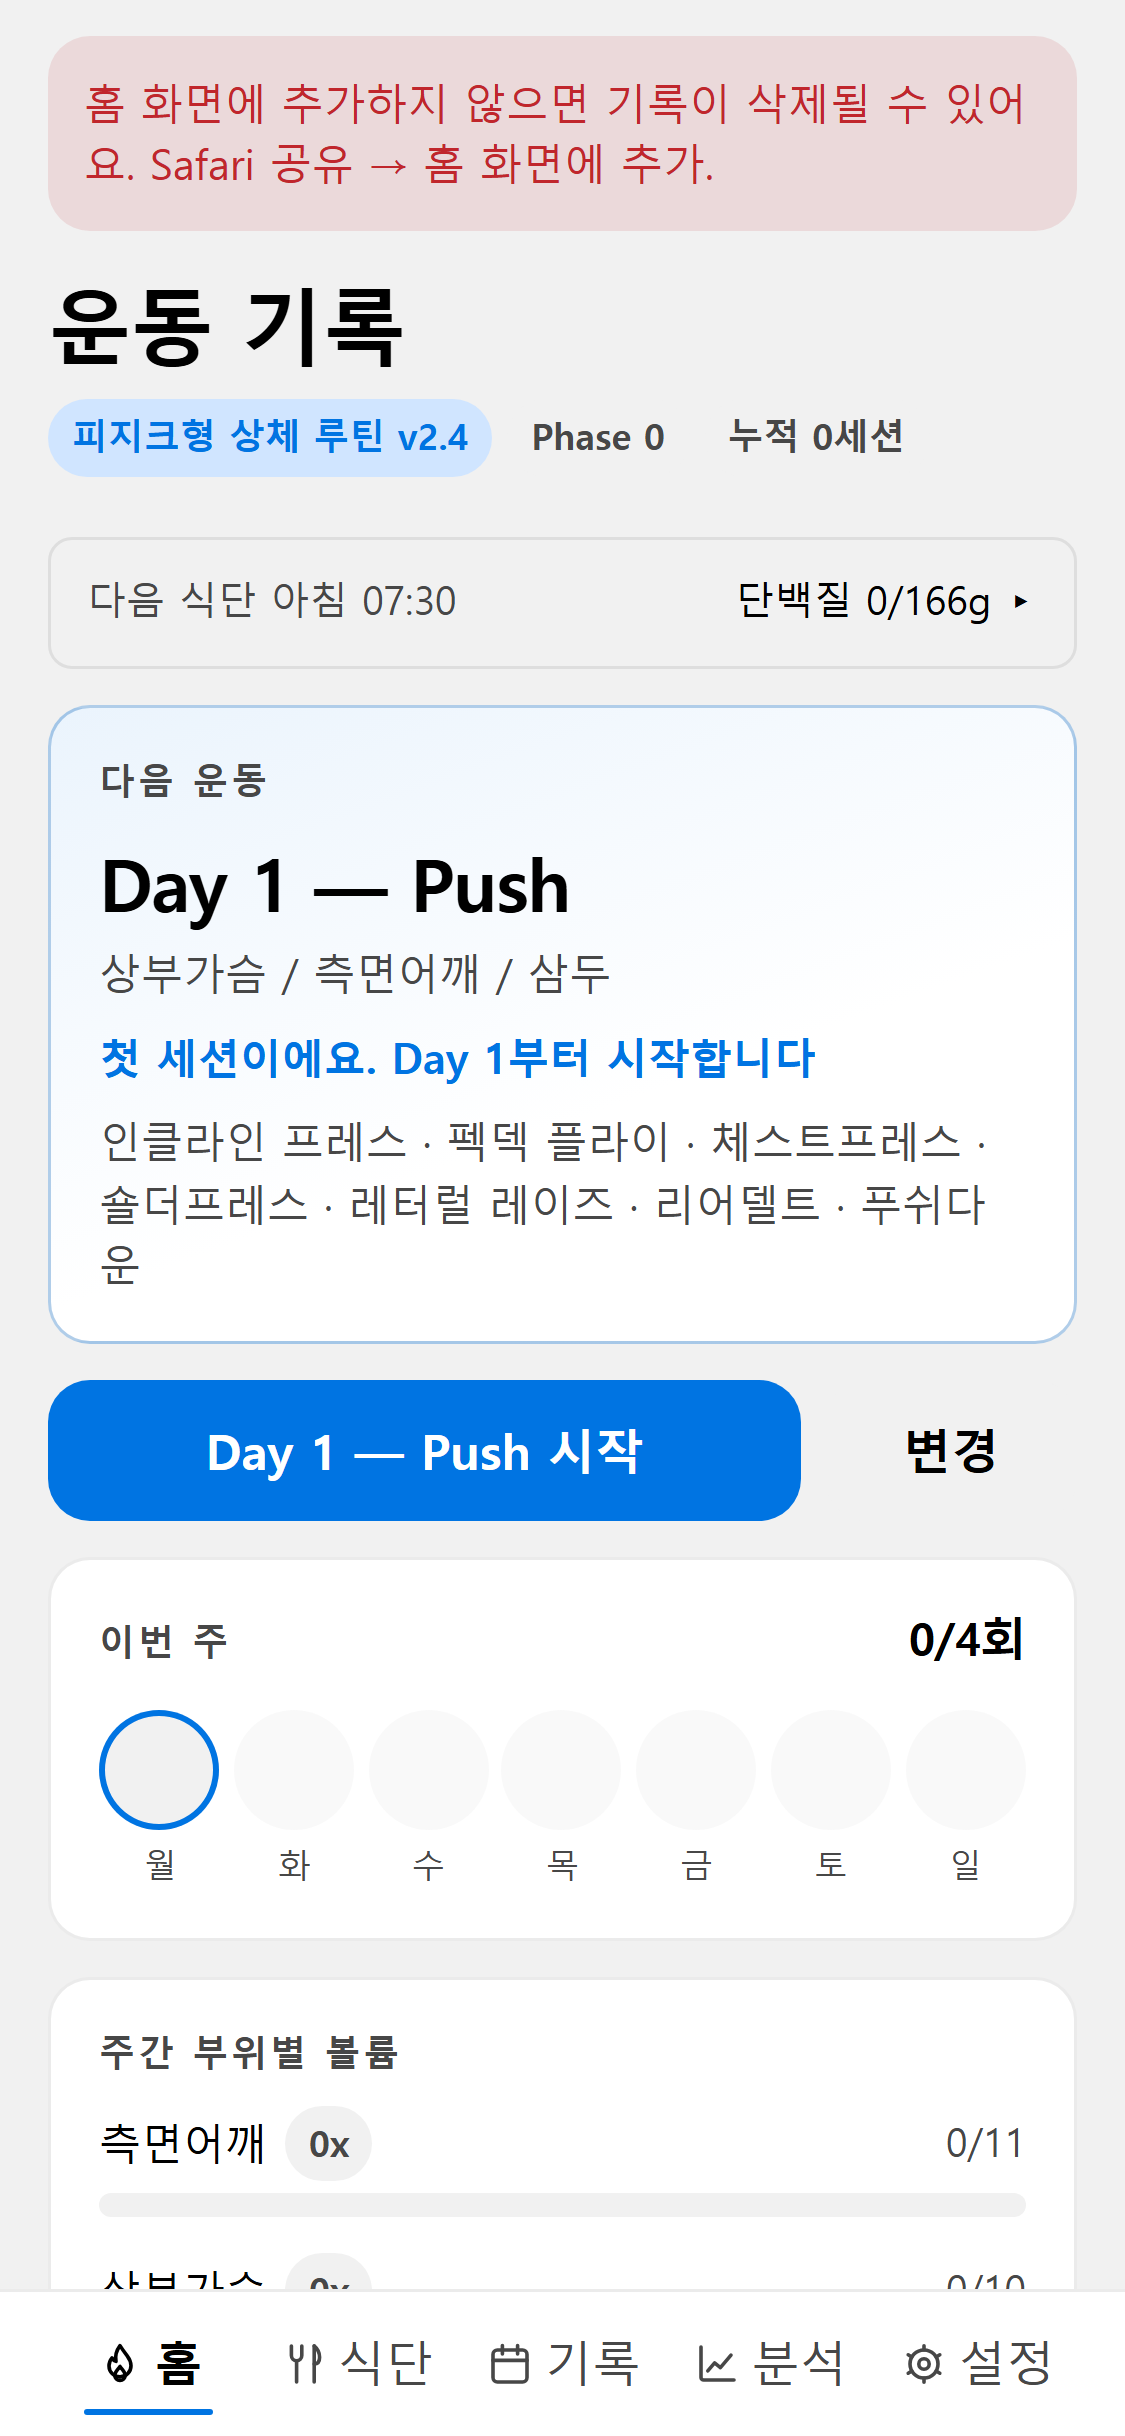 홈 화면에 추가하지 않으면 기록이 삭제될 수 있어
요. Safari 공유 → 홈 화면에 추가.
운동 기록
피지크형 상체 루틴 v2.4 Phase 0 누적 0세션
다음 식단 아침 07:30 단백질 0/166g ▸
다음 운동
Day 1 — Push
상부가슴 / 측면어깨 / 삼두
첫 세션이에요. Day 1부터 시작합니다
인클라인 프레스 · 펙덱 플라이 · 체스트프레스 ·
숄더프레스 · 레터럴 레이즈 · 리어델트 · 푸쉬다
운
Day 1 — Push 시작 변경
이번 주 0/4회
월 화 수 목 금 토 일
주간 부위별 볼륨
측면어깨 0x 0/11
상부가슴 0x 0/10
홈 식단 기록 분석 설정